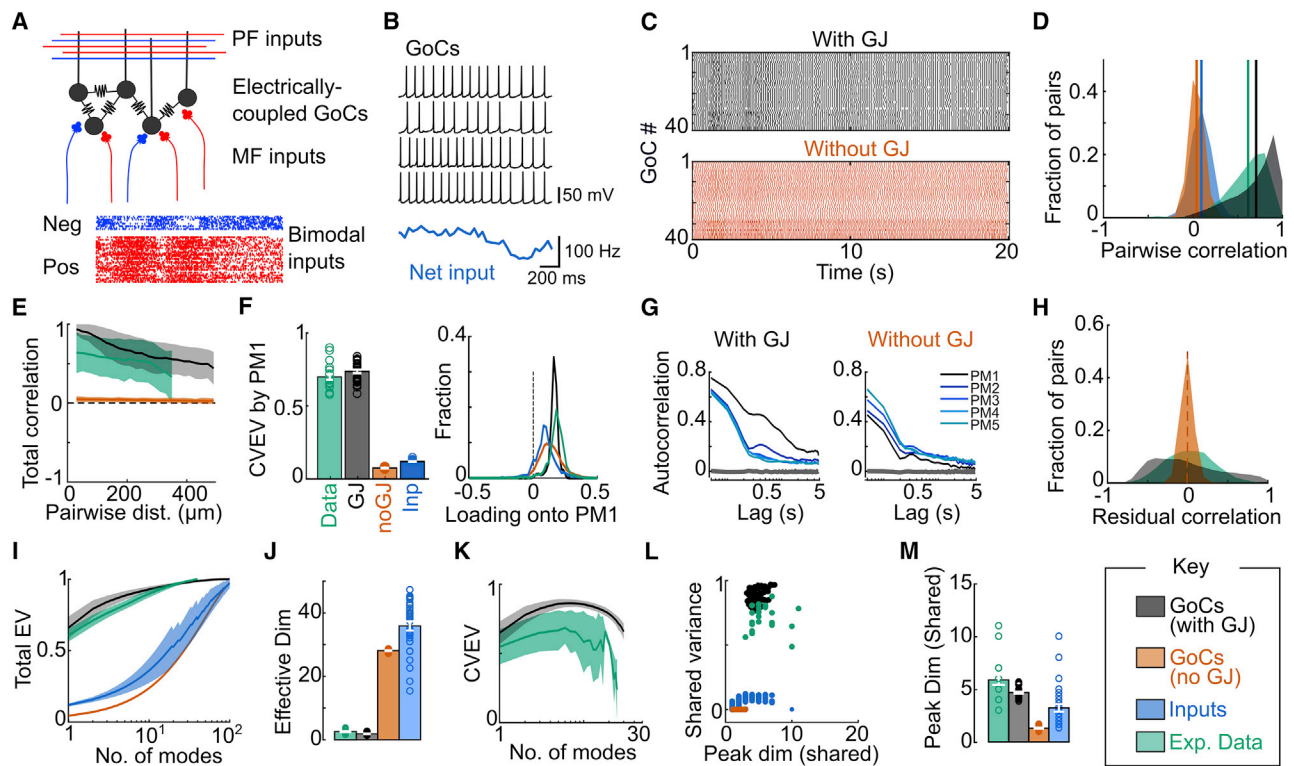 A
PF inputs
Electrically-
coupled GoCs
MF inputs
Neg
Pos
Bimodal
inputs
B
GoCs
50 mV
100 Hz
Net input
200 ms
C
With GJ
1
40
Without GJ
1
40
GoC #
0
10
20
Time (s)
D
Fraction of pairs
0.4
0.2
0
-1
0
1
Pairwise correlation
E
Total correlation
1
0
-1
0
200
400
Pairwise dist. (µm)
F
CVEV by PM1
1
0.5
0
Data
GJ
noGJ
Inp
Fraction
0.4
0
-0.5
0
0.5
Loading onto PM1
G
With GJ
Without GJ
Autocorrelation
0.8
0.4
0
0.5
5
Lag (s)
0.8
0.4
0
PM1
PM2
PM3
PM4
PM5
0.5
5
Lag (s)
H
Fraction of pairs
0.6
0.4
0.2
0
-1
0
1
Residual correlation
I
Total EV
1
0.5
0
1
10¹
10²
No. of modes
J
Effective Dim
40
20
0
K
CVEV
1
0
1
30
No. of modes
L
Shared variance
1
0
0
10
20
Peak dim (shared)
M
Peak Dim (Shared)
15
10
5
0
Key
GoCs
(with GJ)
GoCs
(no GJ)
Inputs
Exp. Data